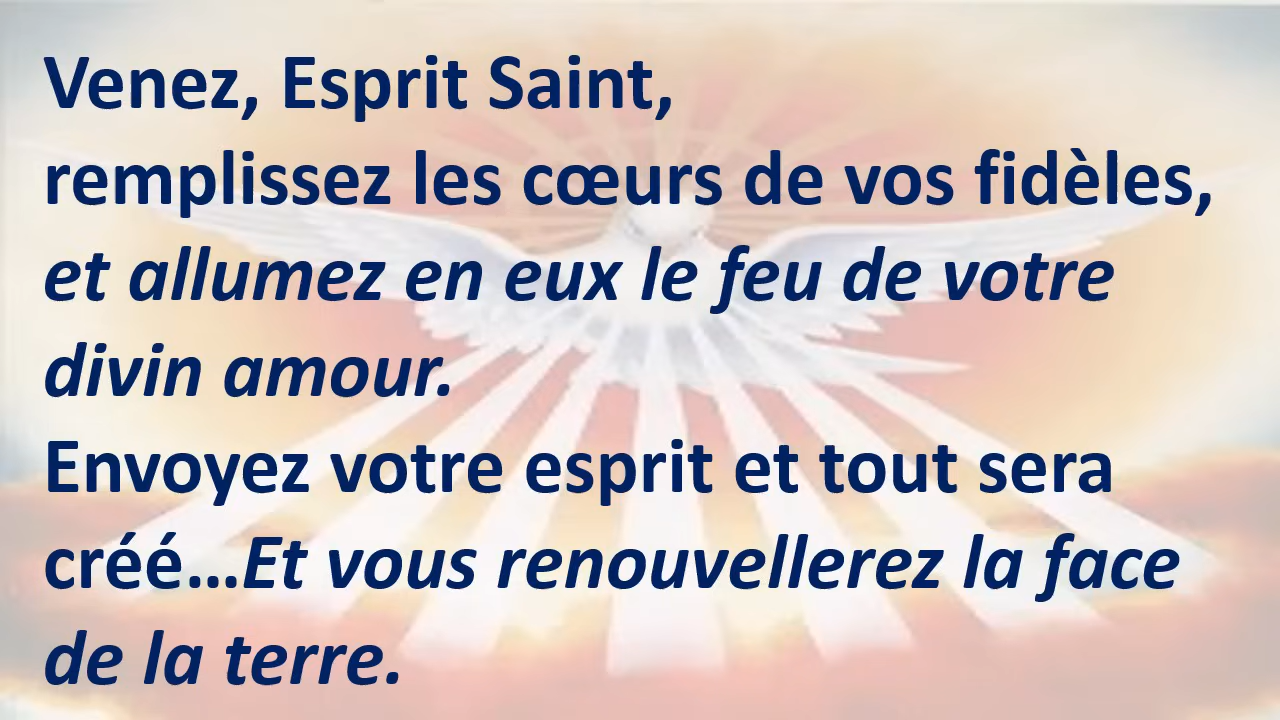 Venez, Esprit Saint,
remplissez les cœurs de vos fidèles,
et allumez en eux le feu de votre
divin amour.
Envoyez votre esprit et tout sera
créé...Et vous renouvellerez la face
de la terre.